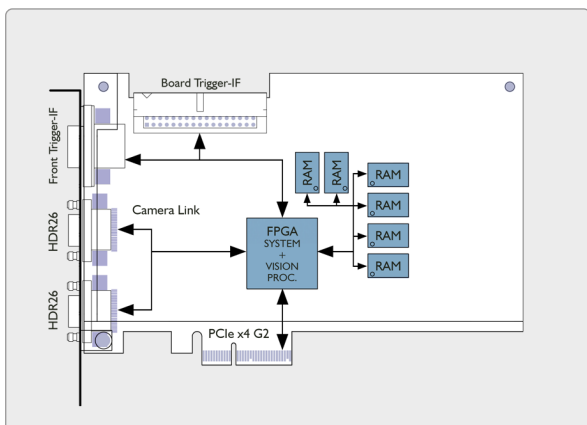 Board Trigger-IF
Front Trigger-IF
RAM
RAM
RAM
RAM
RAM
RAM
Camera Link
HDR26
FPGA
SYSTEM
+
VISION
PROC.
HDR26
PCIe x4 G2